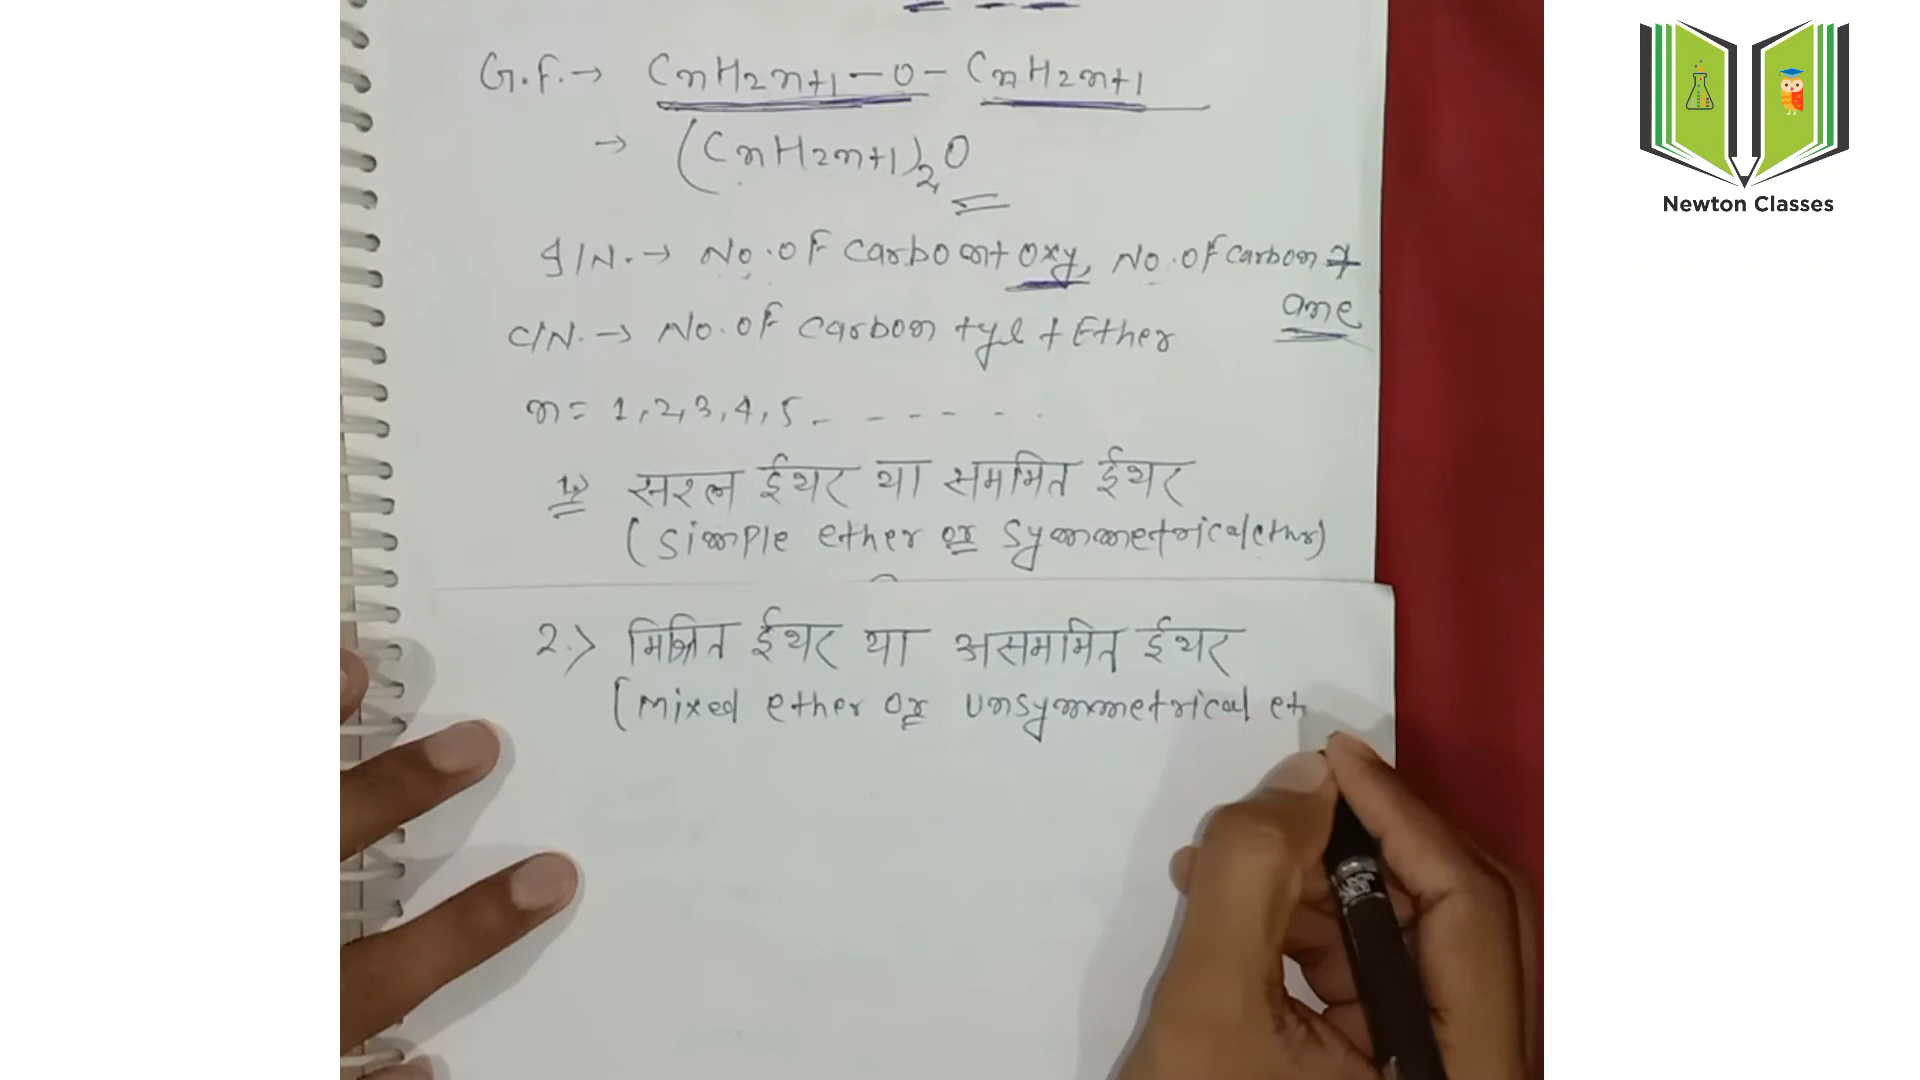 G.F.→ CnH2n+1-O-CnH2n+1
→ (CnH2n+1)2O
I/N.→ No. of carbon+oxy, No. of carbon+
ane
C/N.→ No. of carbon +yl + Ether
n= 1,2,3,4,5- - - - - - .
1.) सरल ईथर या सममित ईथर
(simple ether or symmetrical ether)
2.) मिश्रित ईथर या असममित ईथर
(mixed ether or unsymmetrical et
Newton Classes